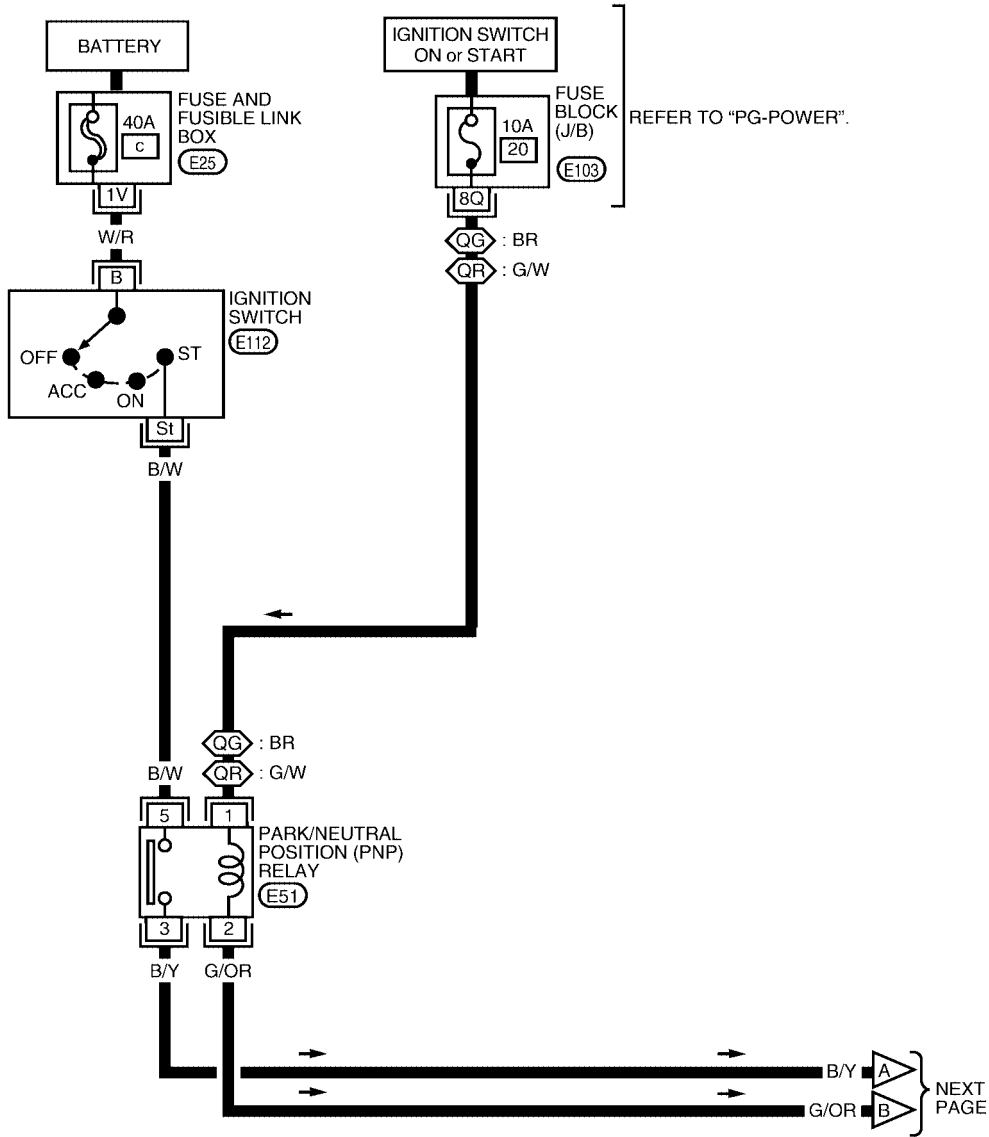 BATTERY
IGNITION SWITCH
ON or START
FUSE AND
FUSIBLE LINK
BOX
E25
40A
c
1V
FUSE
BLOCK
(J/B)
E103
10A
20
8Q
REFER TO “PG-POWER”.
W/R
B
QG : BR
QR : G/W
IGNITION
SWITCH
E112
OFF
ACC
ON
ST
St
B/W
QG : BR
QR : G/W
B/W
5
1
PARK/NEUTRAL
POSITION (PNP)
RELAY
E51
3
2
B/Y
G/OR
B/Y
A
G/OR
B
NEXT
PAGE